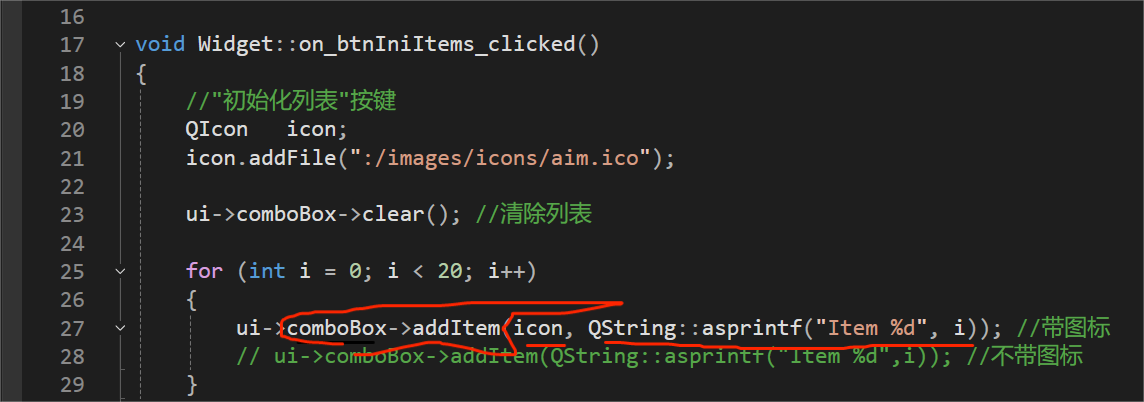 16
17 void Widget::on_btnIniItems_clicked()
18 {
19 //"初始化列表"按键
20 QIcon   icon;
21 icon.addFile(":/images/icons/aim.ico");
22
23 ui->comboBox->clear(); //清除列表
24
25 for (int i = 0; i < 20; i++)
26 {
27 ui->comboBox->addItem(icon, QString::asprintf("Item %d", i)); //带图标
28 // ui->comboBox->addItem(QString::asprintf("Item %d",i)); //不带图标
29 }